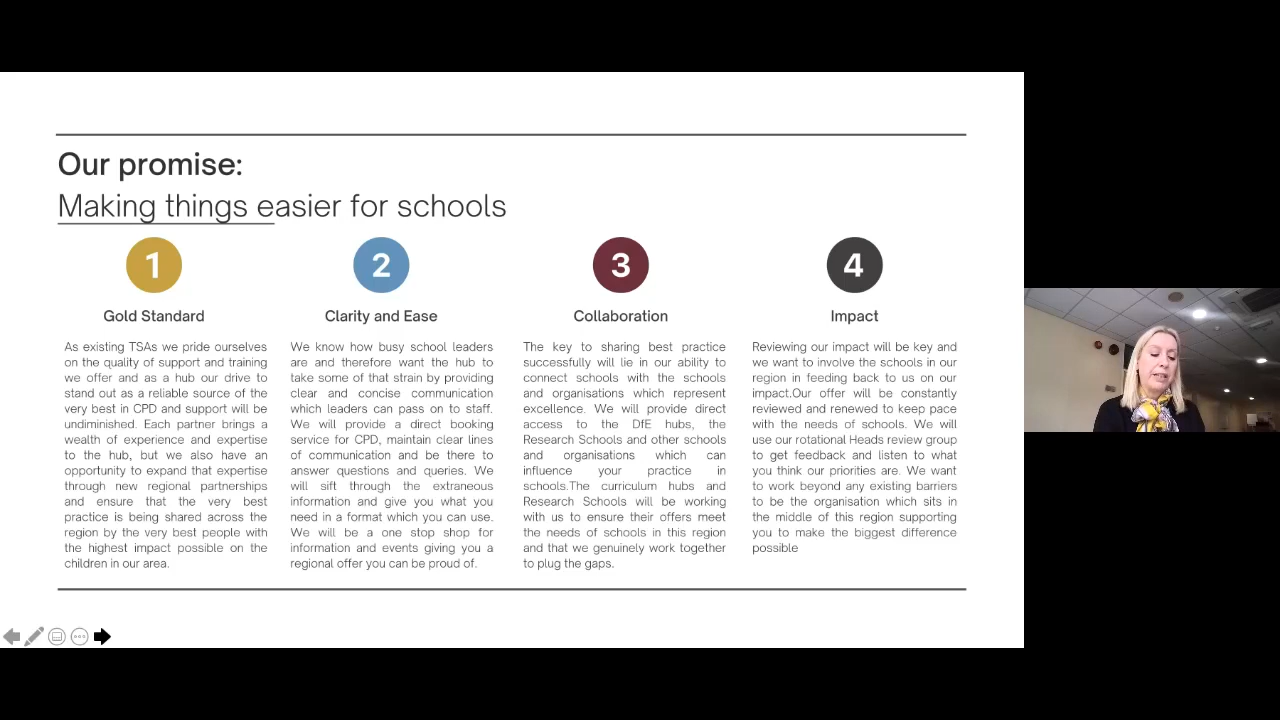 Our promise:
Making things easier for schools
1
Gold Standard
As existing TSAs we pride ourselves
on the quality of support and training
we offer and as a hub our drive to
stand out as a reliable source of the
very best in CPD and support will be
undiminished. Each partner brings a
wealth of experience and expertise
to the hub, but we also have an
opportunity to expand that expertise
through new regional partnerships
and ensure that the very best
practice is being shared across the
region by the very best people with
the highest impact possible on the
children in our area.
2
Clarity and Ease
We know how busy school leaders
are and therefore want the hub to
take some of that strain by providing
clear and concise communication
which leaders can pass on to staff.
We will provide a direct booking
service for CPD, maintain clear lines
of communication and be there to
answer questions and queries. We
will sift through the extraneous
information and give you what you
need in a format which you can use.
We will be a one stop shop for
information and events giving you a
regional offer you can be proud of.
3
Collaboration
The key to sharing best practice
successfully will lie in our ability to
connect schools with the schools
and organisations which represent
excellence. We will provide direct
access to the DfE hubs, the
Research Schools and other schools
and organisations which can
influence your practice in
schools.The curriculum hubs and
Research Schools will be working
with us to ensure their offers meet
the needs of schools in this region
and that we genuinely work together
to plug the gaps.
4
Impact
Reviewing our impact will be key and
we want to involve the schools in our
region in feeding back to us on our
impact.Our offer will be constantly
reviewed and renewed to keep pace
with the needs of schools. We will
use our rotational Heads review group
to get feedback and listen to what
you think our priorities are. We want
to work beyond any existing barriers
to be the organisation which sits in
the middle of this region supporting
you to make the biggest difference
possible